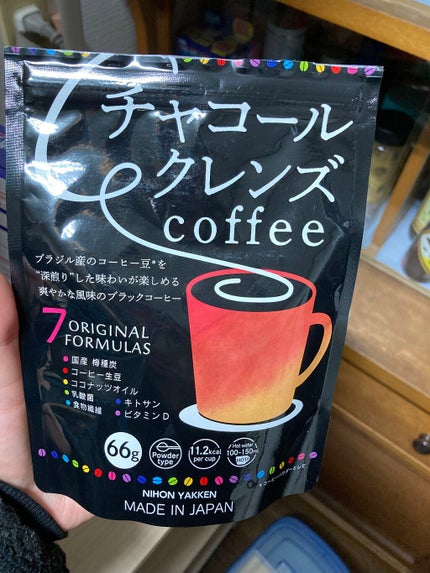 チャコール
クレンズ
coffee
ブラジル産のコーヒー豆*を
"深煎り"した味わいが楽しめる
爽やかな風味のブラックコーヒー
7 ORIGINAL
FORMULAS
国産 梅種炭
コーヒー生豆
ココナッツオイル
乳酸菌
食物繊維
キトサン
ビタミンD
66g
Powder
type
11.2kcal
per cup
Hot water
100-150ml
HOT
NIHON YAKKEN
MADE IN JAPAN